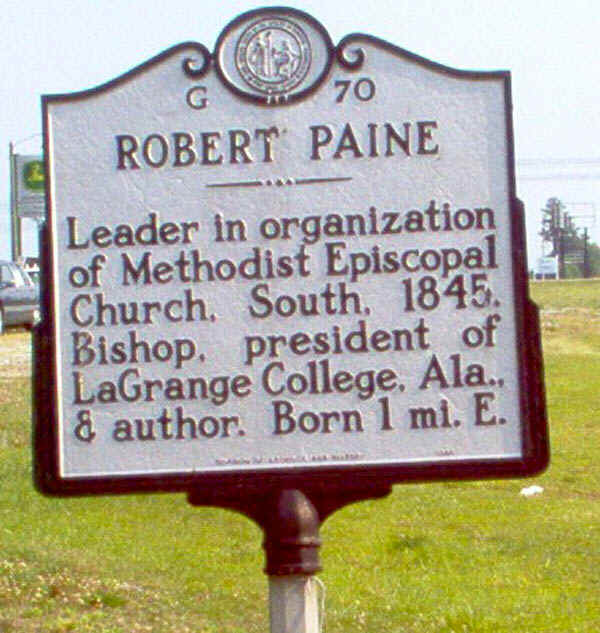 G 70
ROBERT PAINE
Leader in organization
of Methodist Episcopal
Church, South, 1845.
Bishop, president of
LaGrange College, Ala.,
& author. Born 1 mi. E.